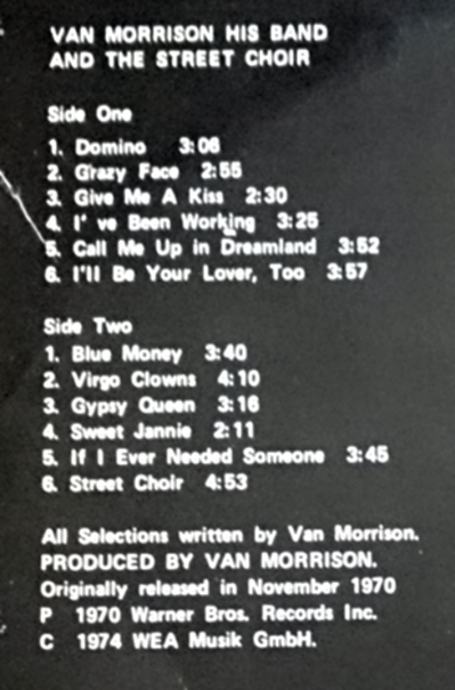 VAN MORRISON HIS BAND
AND THE STREET CHOIR
Side One
1. Domino 3:06
2. Crazy Face 2:55
3. Give Me A Kiss 2:30
4. I' ve Been Working 3:25
5. Call Me Up in Dreamland 3:52
6. I'll Be Your Lover, Too 3:57
Side Two
1. Blue Money 3:40
2. Virgo Clowns 4:10
3. Gypsy Queen 3:16
4. Sweet Jannie 2:11
5. If I Ever Needed Someone 3:45
6. Street Choir 4:53
All Selections written by Van Morrison.
PRODUCED BY VAN MORRISON.
Originally released in November 1970
P 1970 Warner Bros. Records Inc.
C 1974 WEA Musik GmbH.